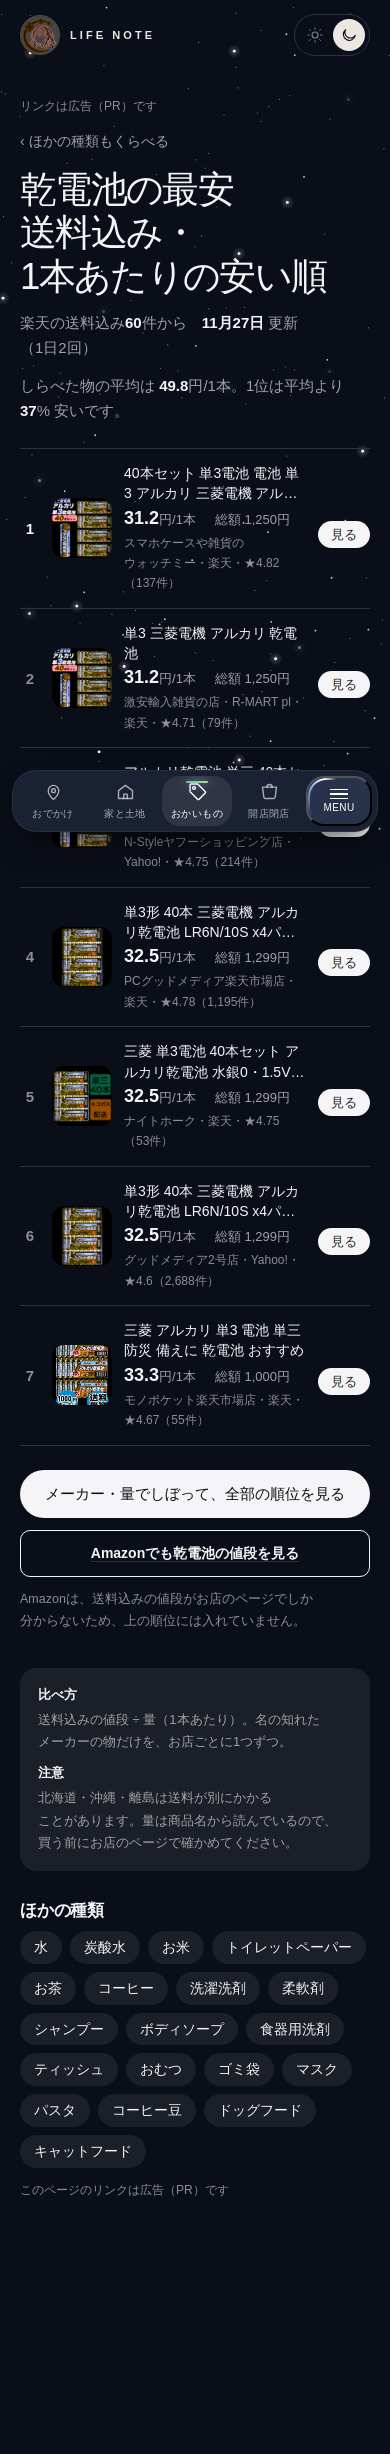 LIFE NOTE
リンクは広告（PR）です
‹ ほかの種類もくらべる
乾電池の最安
送料込み・
1本あたりの安い順
楽天の送料込み60件から 11月27日 更新
（1日2回）
しらべた物の平均は 49.8円/1本。1位は平均より
37% 安いです。
1
40本セット 単3電池 電池 単
3 アルカリ 三菱電機 アル…
31.2円/1本 総額 1,250円
スマホケースや雑貨の
ウォッチミー・楽天・★4.82
（137件）
見る
2
単3 三菱電機 アルカリ 乾電
池
31.2円/1本 総額 1,250円
激安輸入雑貨の店・R-MART pl・
楽天・★4.71（79件）
見る
おでかけ
家と土地
おかいもの
開店閉店
MENU
N-Styleヤフーショッピング店・
Yahoo!・★4.75（214件）
4
単3形 40本 三菱電機 アルカ
リ乾電池 LR6N/10S x4パ…
32.5円/1本 総額 1,299円
PCグッドメディア楽天市場店・
楽天・★4.78（1,195件）
見る
5
三菱 単3電池 40本セット ア
ルカリ乾電池 水銀0・1.5V…
32.5円/1本 総額 1,299円
ナイトホーク・楽天・★4.75
（53件）
見る
6
単3形 40本 三菱電機 アルカ
リ乾電池 LR6N/10S x4パ…
32.5円/1本 総額 1,299円
グッドメディア2号店・Yahoo!・
★4.6（2,688件）
見る
7
三菱 アルカリ 単3 電池 単三
防災 備えに 乾電池 おすすめ
33.3円/1本 総額 1,000円
モノポケット楽天市場店・楽天・
★4.67（55件）
見る
メーカー・量でしぼって、全部の順位を見る
Amazonでも乾電池の値段を見る
Amazonは、送料込みの値段がお店のページでしか
分からないため、上の順位には入れていません。
比べ方
送料込みの値段 ÷ 量（1本あたり）。名の知れた
メーカーの物だけを、お店ごとに1つずつ。
注意
北海道・沖縄・離島は送料が別にかかる
ことがあります。量は商品名から読んでいるので、
買う前にお店のページで確かめてください。
ほかの種類
水 炭酸水 お米 トイレットペーパー
お茶 コーヒー 洗濯洗剤 柔軟剤
シャンプー ボディソープ 食器用洗剤
ティッシュ おむつ ゴミ袋 マスク
パスタ コーヒー豆 ドッグフード
キャットフード
このページのリンクは広告（PR）です